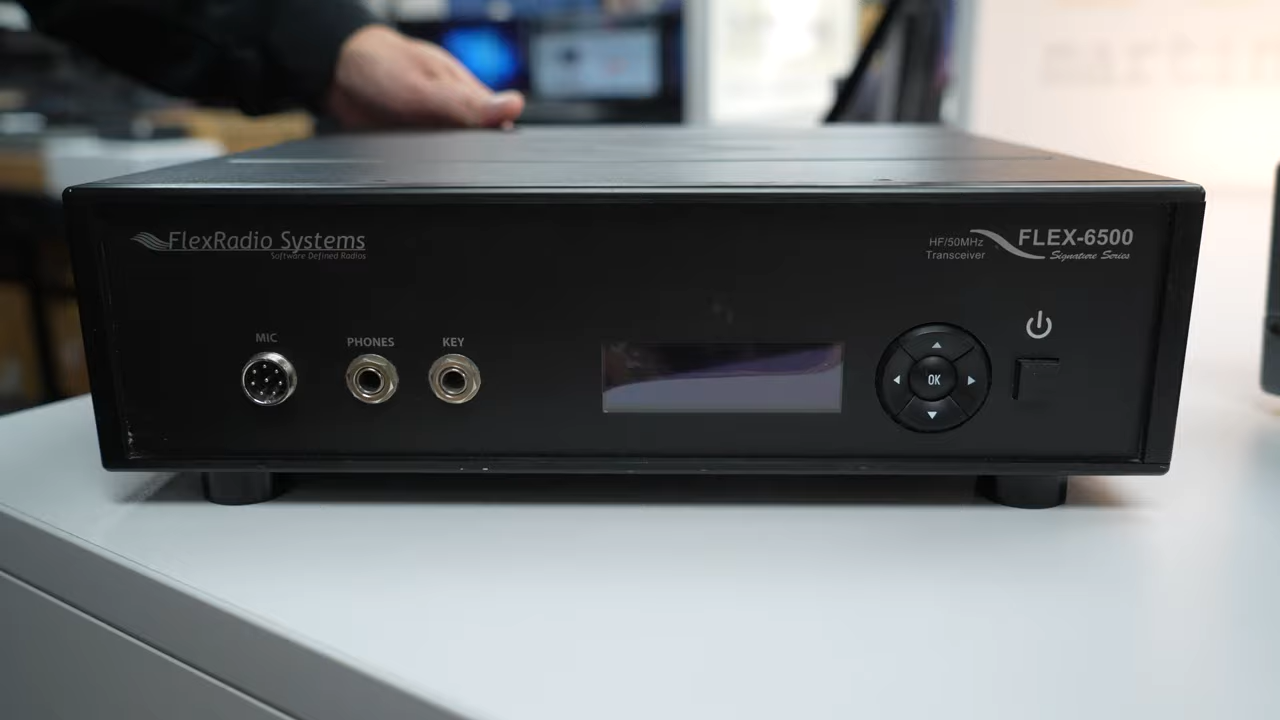 FlexRadio Systems
Software Defined Radios
HF/50MHz
Transceiver
FLEX-6500
Signature Series
MIC
PHONES
KEY
OK